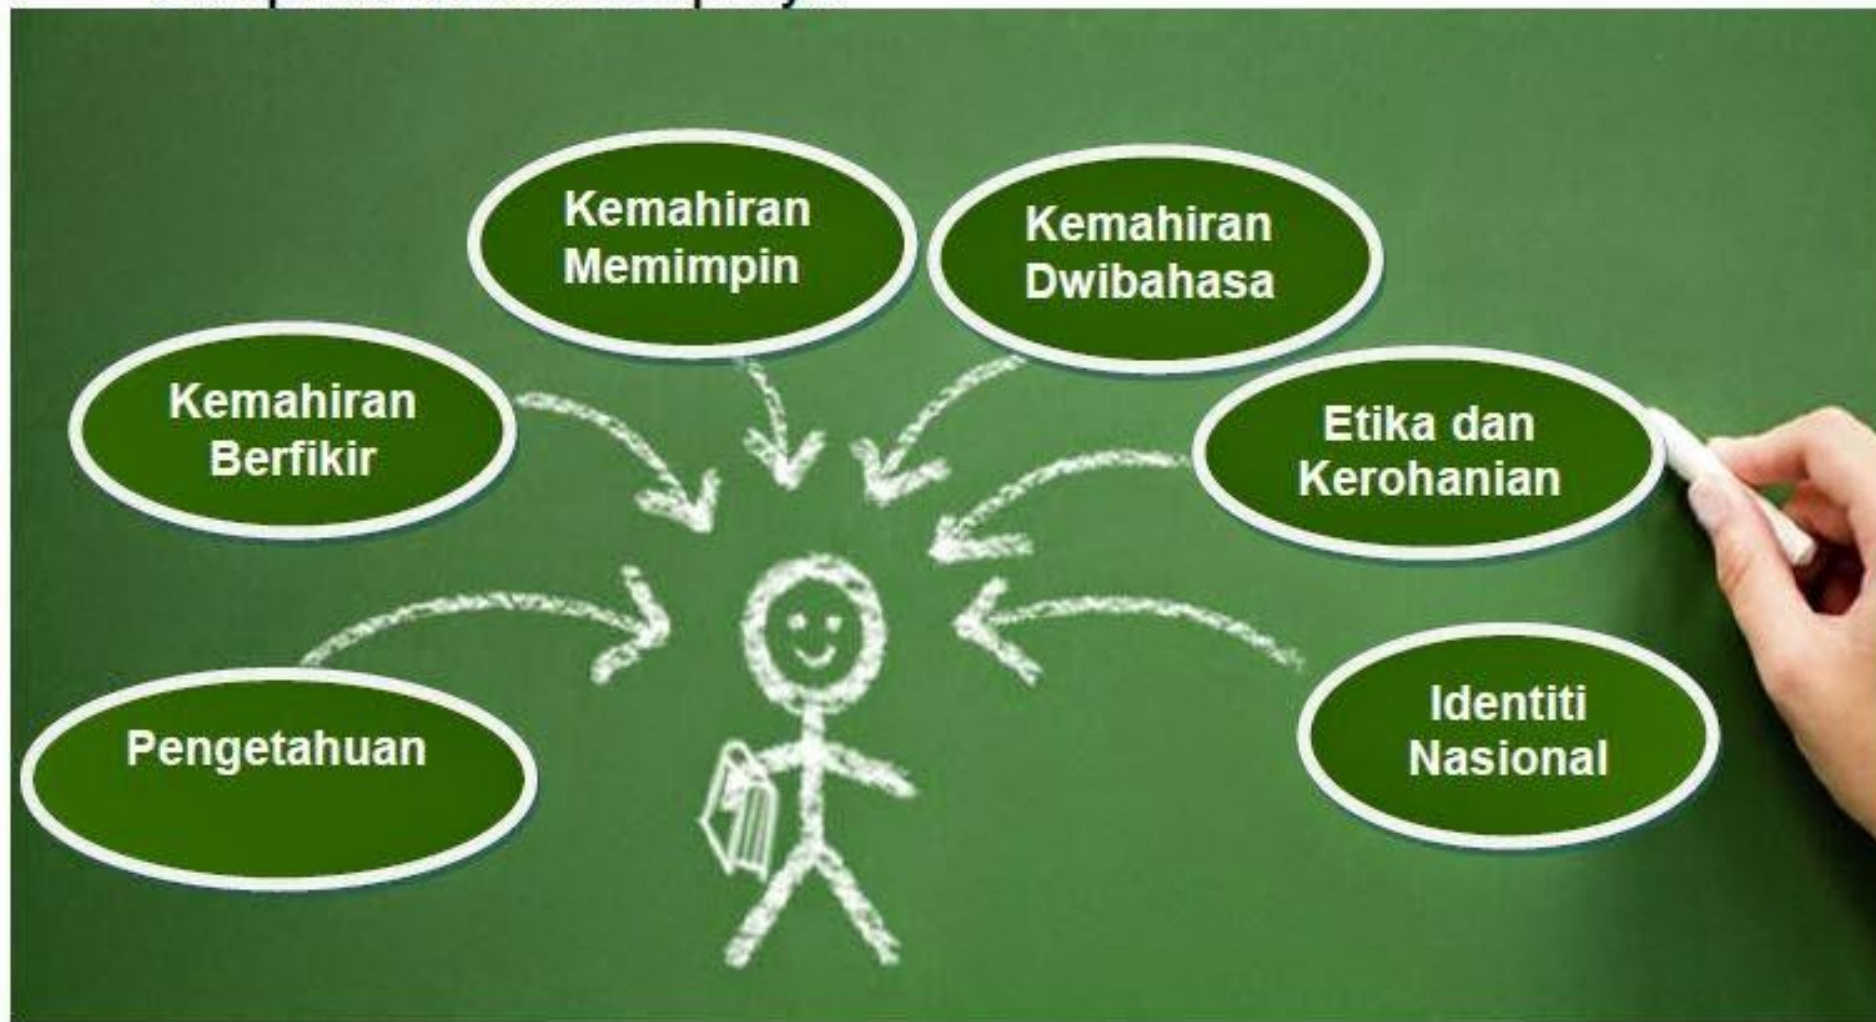 Kemahiran
Memimpin
Kemahiran
Dwibahasa
Kemahiran
Berfikir
Etika dan
Kerohanian
Pengetahuan
Identiti
Nasional